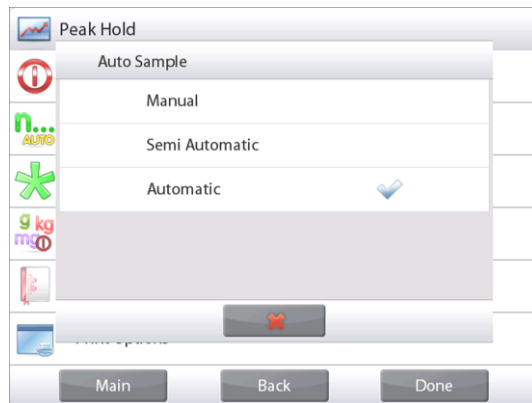 Peak Hold
Auto Sample
Manual
Semi Automatic
Automatic
n...
AUTO
g kg
mg
Main
Back
Done